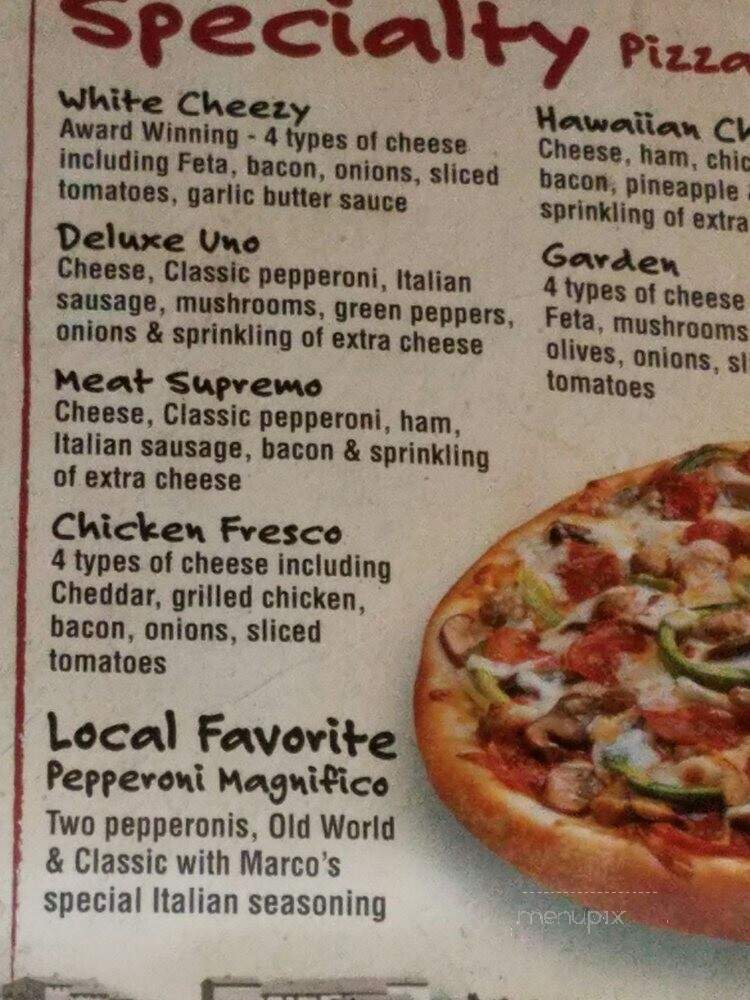 Specialty Pizza
White Cheezy
Award Winning - 4 types of cheese
including Feta, bacon, onions, sliced
tomatoes, garlic butter sauce
Deluxe Uno
Cheese, Classic pepperoni, Italian
sausage, mushrooms, green peppers,
onions & sprinkling of extra cheese
Meat Supremo
Cheese, Classic pepperoni, ham,
Italian sausage, bacon & sprinkling
of extra cheese
Chicken Fresco
4 types of cheese including
Cheddar, grilled chicken,
bacon, onions, sliced
tomatoes
Local Favorite
Pepperoni Magnifico
Two pepperonis, Old World
& Classic with Marco's
special Italian seasoning
Hawaiian
Cheese, ham,
bacon, pineapple
sprinkling of extra
Garden
4 types of cheese
Feta, mushrooms
olives, onions,
tomatoes
menupix